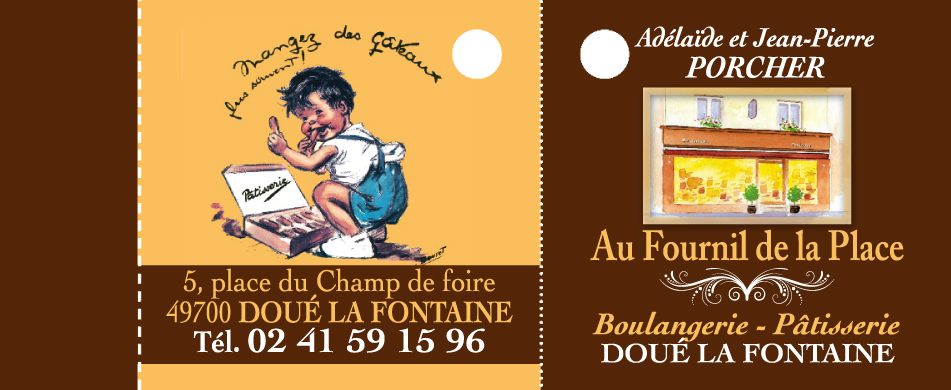 Mangez des Gâteaux
plus souvent!
Pâtisserie
5, place du Champ de foire
49700 DOUÉ LA FONTAINE
Tél. 02 41 59 15 96
Adélaïde et Jean-Pierre
PORCHER
Au Fournil de la Place
Boulangerie - Pâtisserie
DOUÉ LA FONTAINE